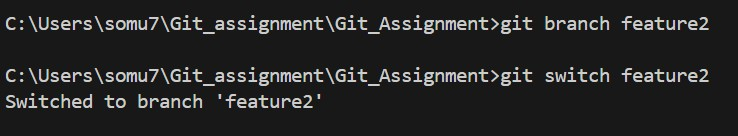 C:\Users\somu7\Git_assignment\Git_Assignment>git branch feature2
C:\Users\somu7\Git_assignment\Git_Assignment>git switch feature2
Switched to branch 'feature2'